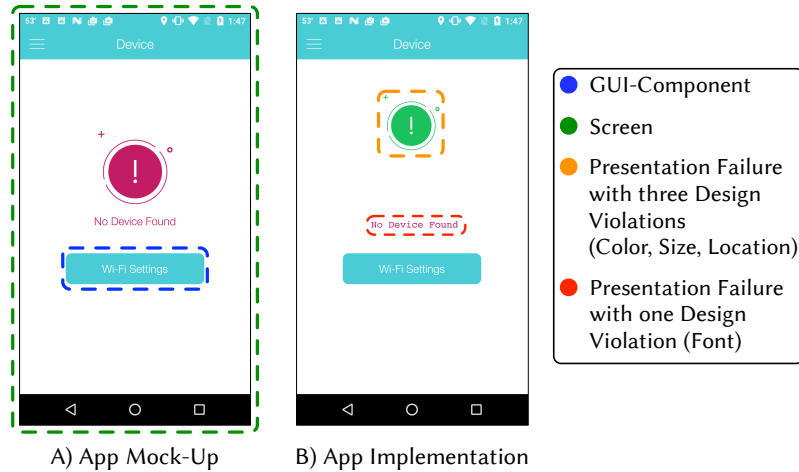 53' 1:47
Device
!
No Device Found
Wi-Fi Settings
A) App Mock-Up
53' 1:47
Device
!
No Device Found
Wi-Fi Settings
B) App Implementation
GUI-Component
Screen
Presentation Failure
with three Design
Violations
(Color, Size, Location)
Presentation Failure
with one Design
Violation (Font)